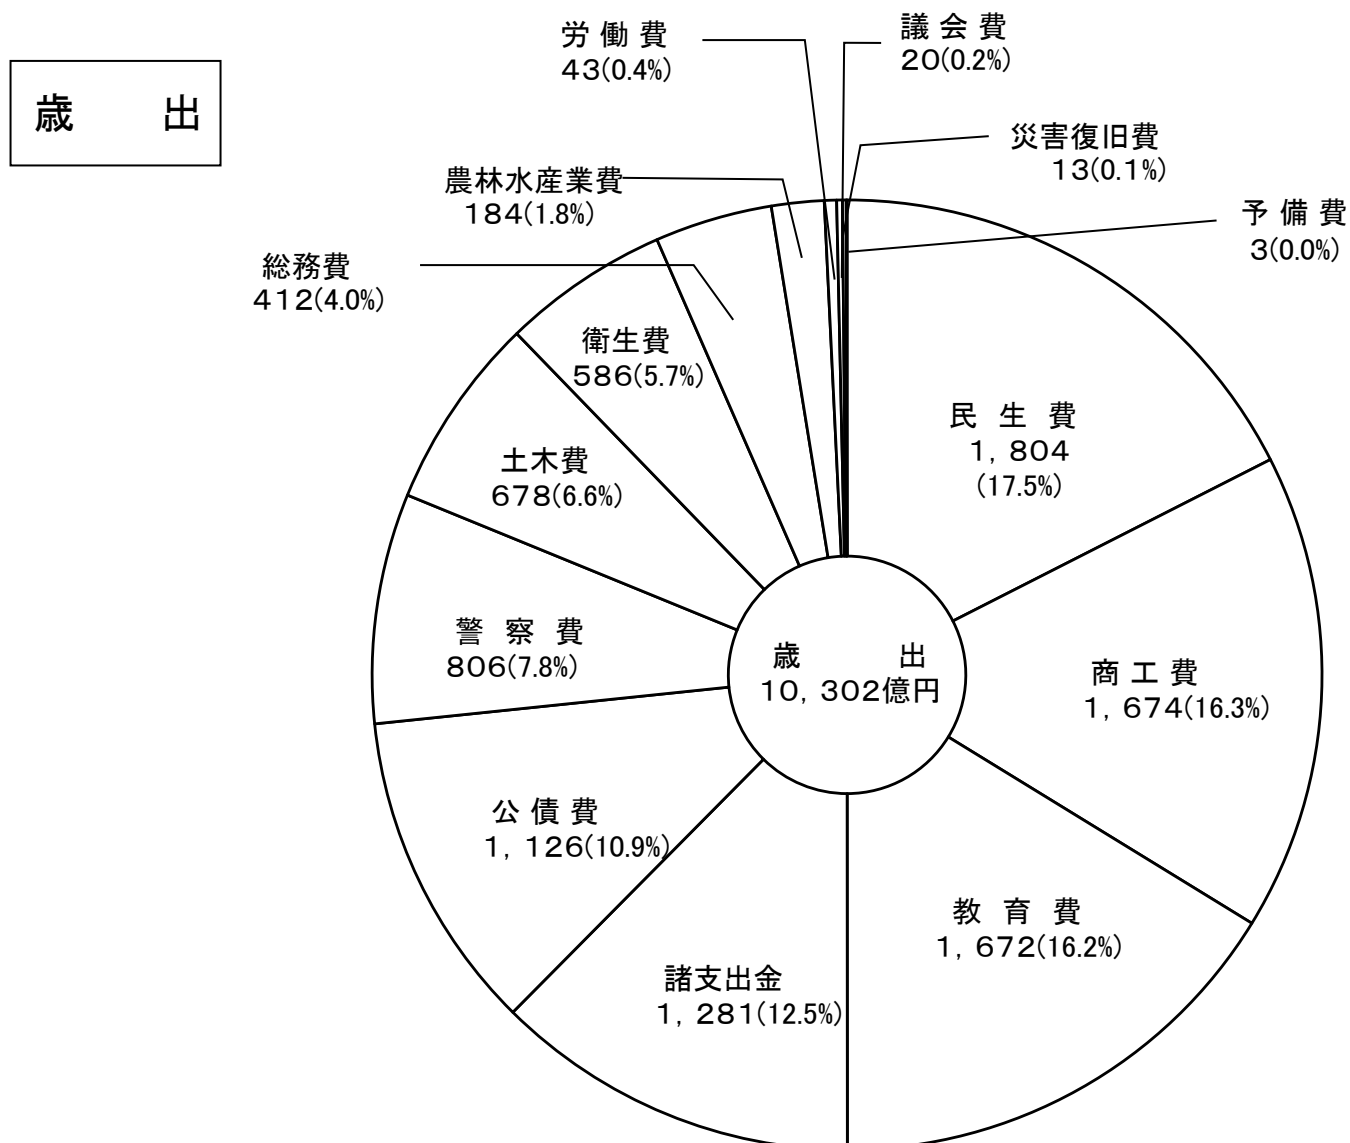 歳 出
労 働 費
43(0.4%)
議 会 費
20(0.2%)
災害復旧費
13(0.1%)
農林水産業費
184(1.8%)
予 備 費
3(0.0%)
総務費
412(4.0%)
衛生費
586(5.7%)
民 生 費
1,804
(17.5%)
土木費
678(6.6%)
警 察 費
806(7.8%)
歳 出
10,302億円
商 工 費
1,674(16.3%)
公 債 費
1,126(10.9%)
教 育 費
1,672(16.2%)
諸支出金
1,281(12.5%)